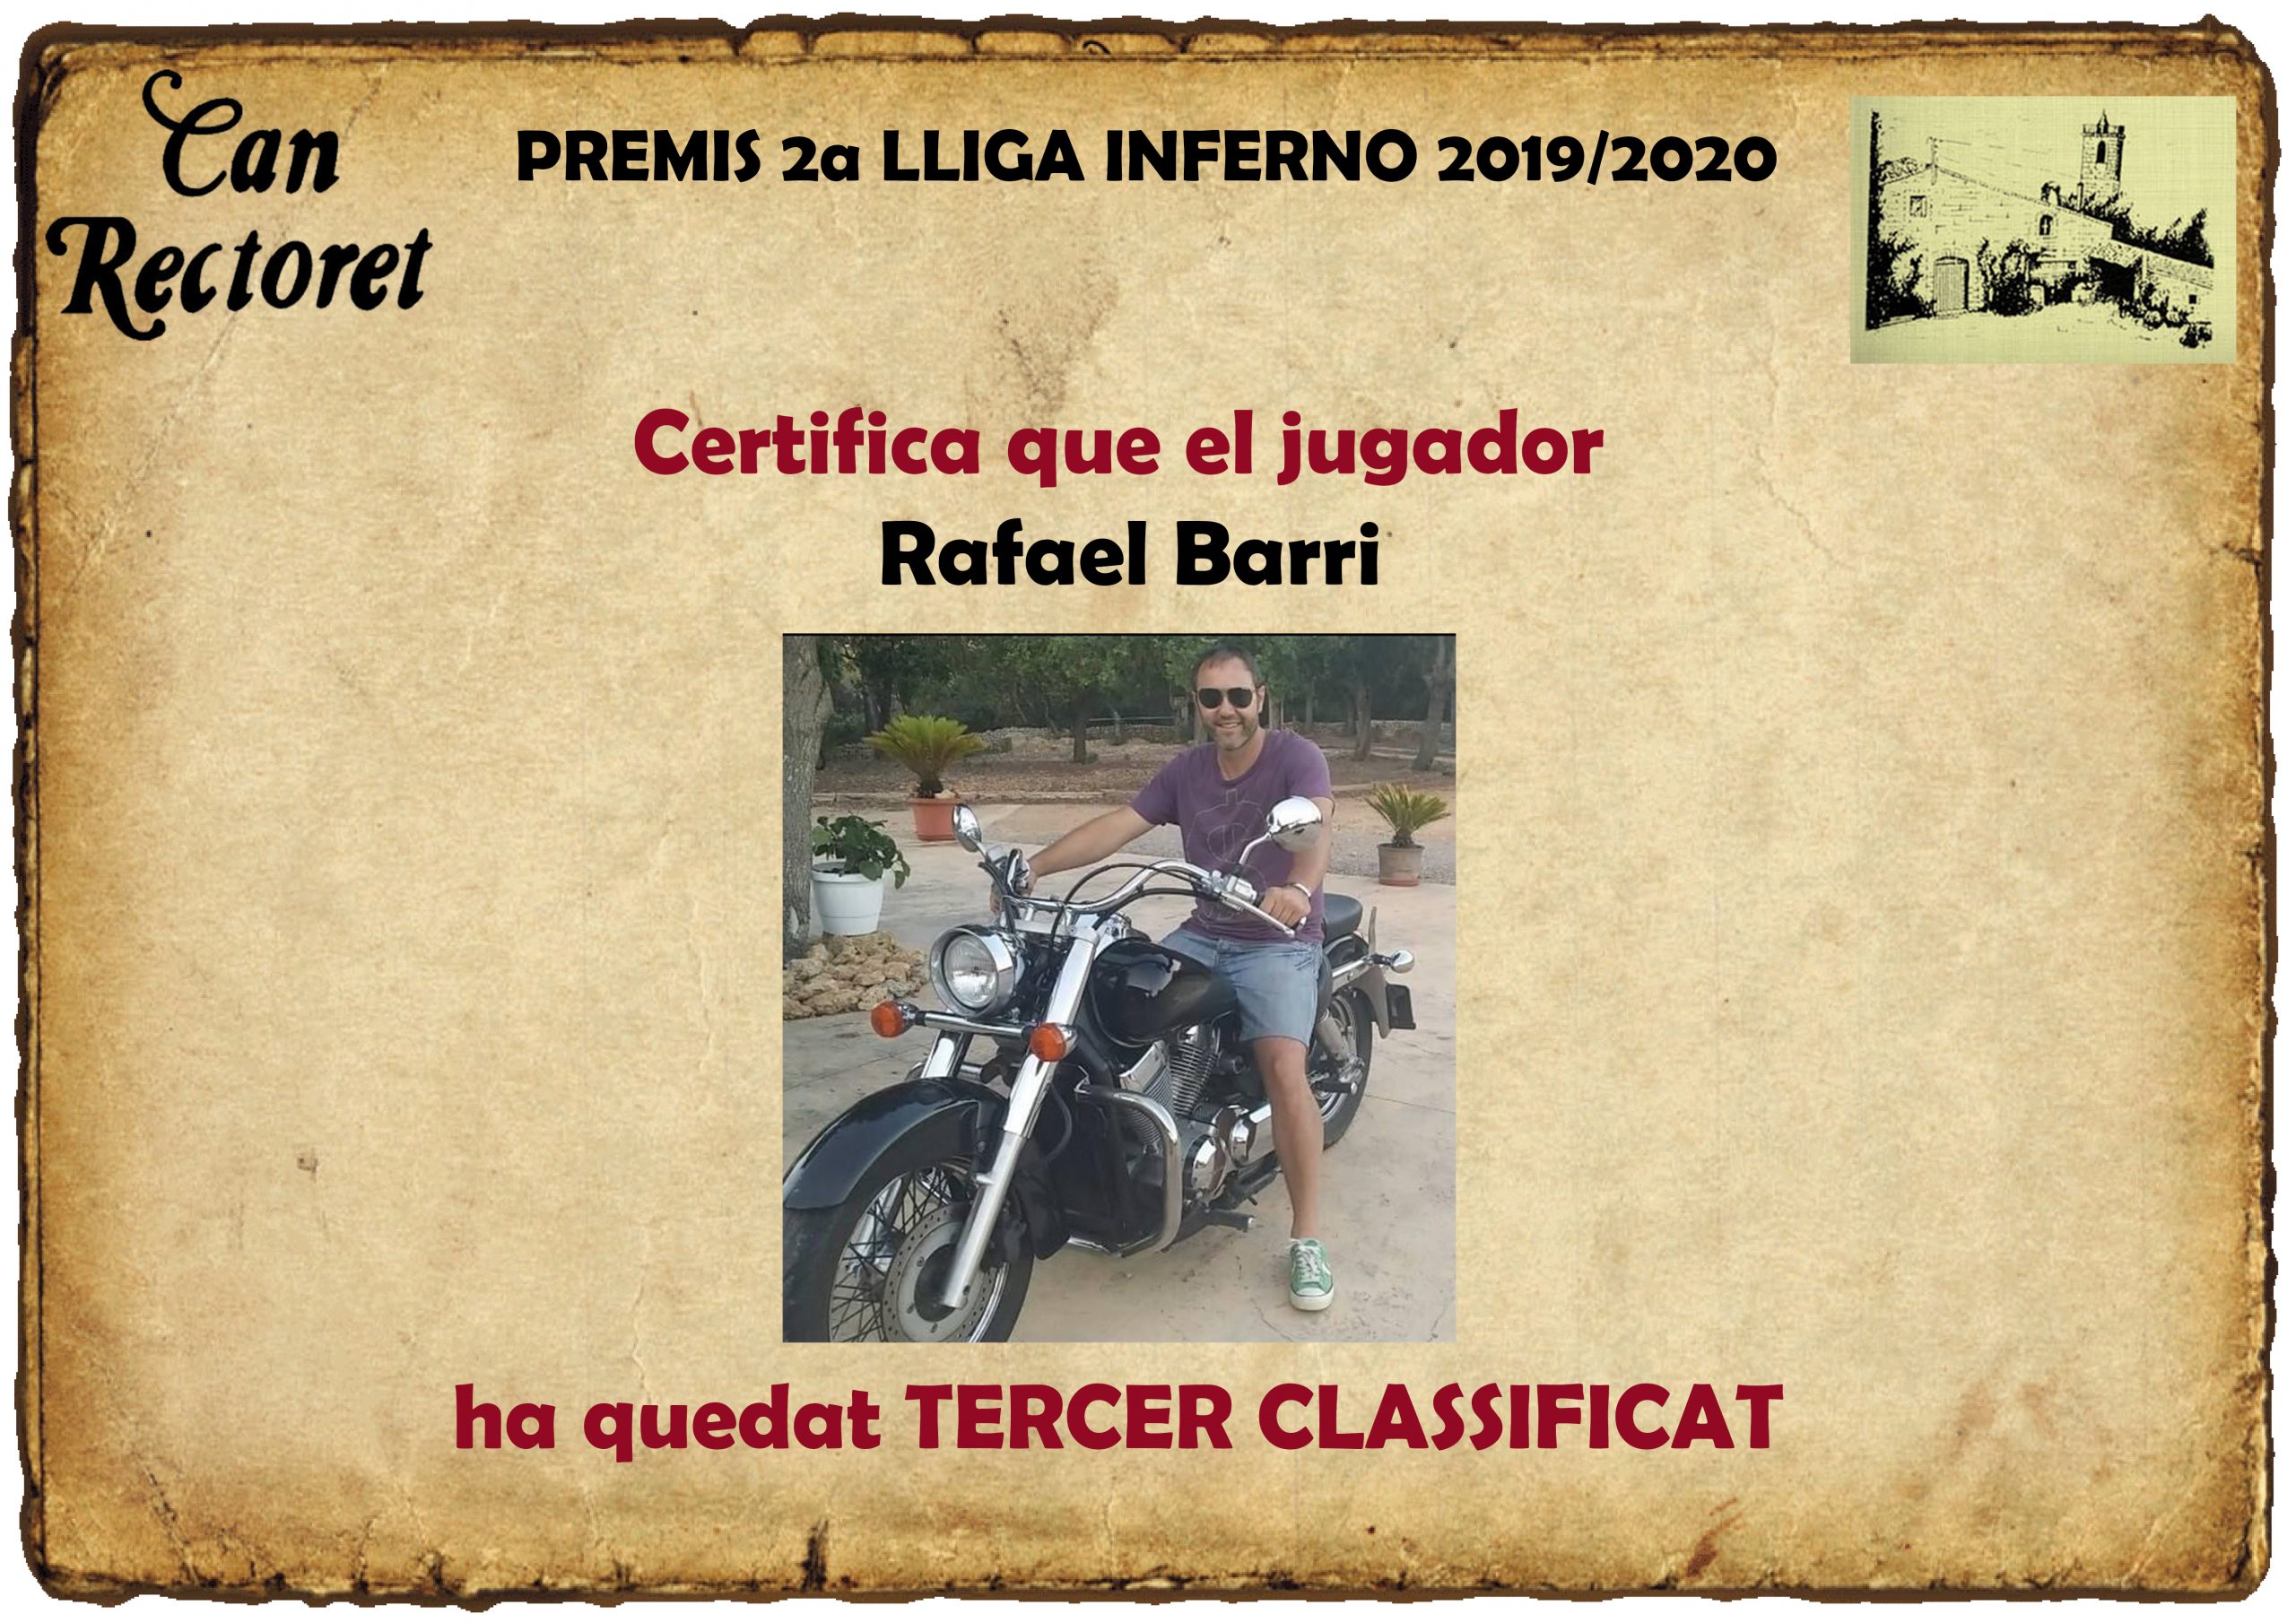 Can
Rectoret
PREMIS 2a LLIGA INFERNO 2019/2020
Certifica que el jugador
Rafael Barri
ha quedat TERCER CLASSIFICAT